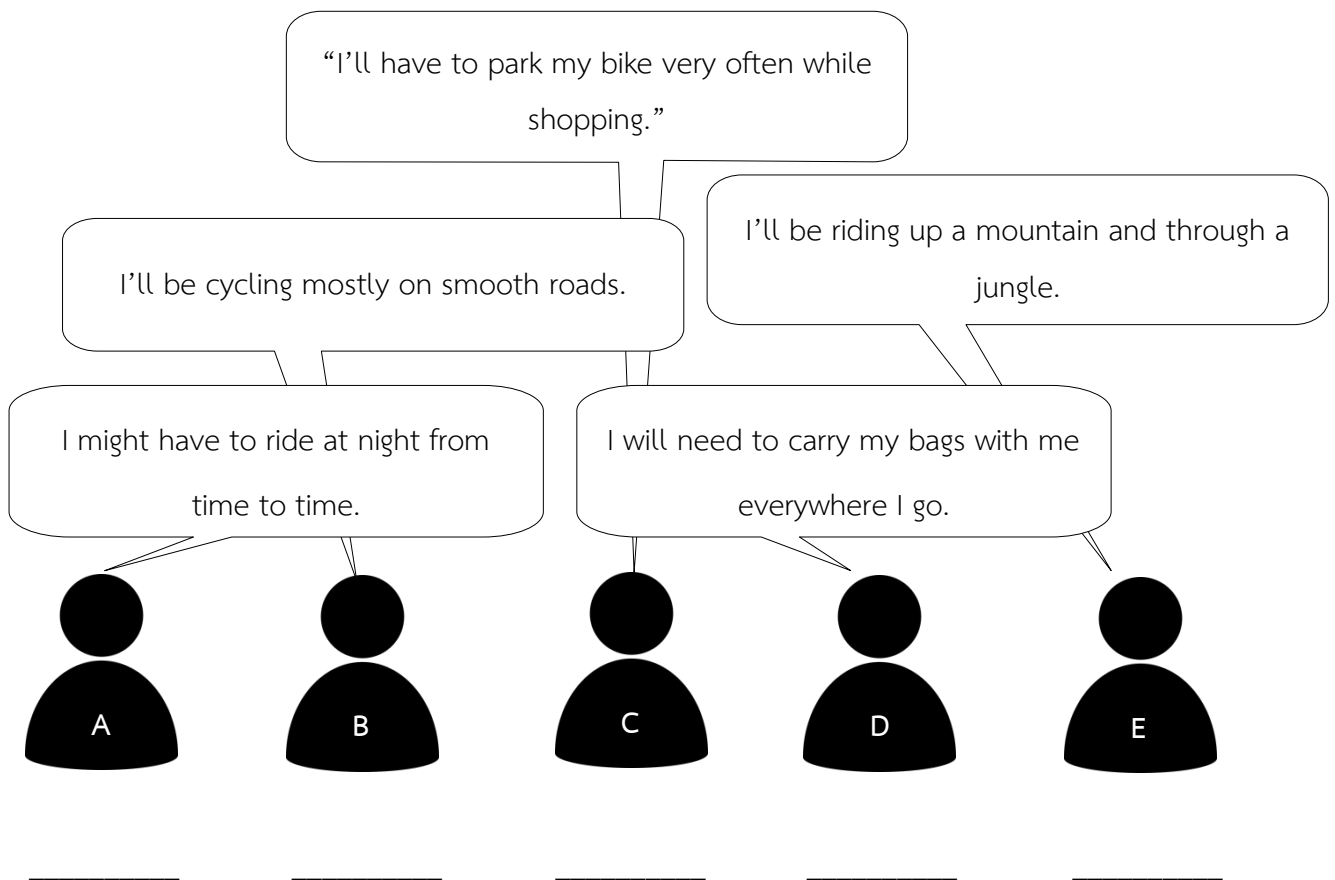 “I’ll have to park my bike very often while
shopping.”
I’ll be riding up a mountain and through a
jungle.
I’ll be cycling mostly on smooth roads.
I might have to ride at night from
time to time.
I will need to carry my bags with me
everywhere I go.
A
B
C
D
E